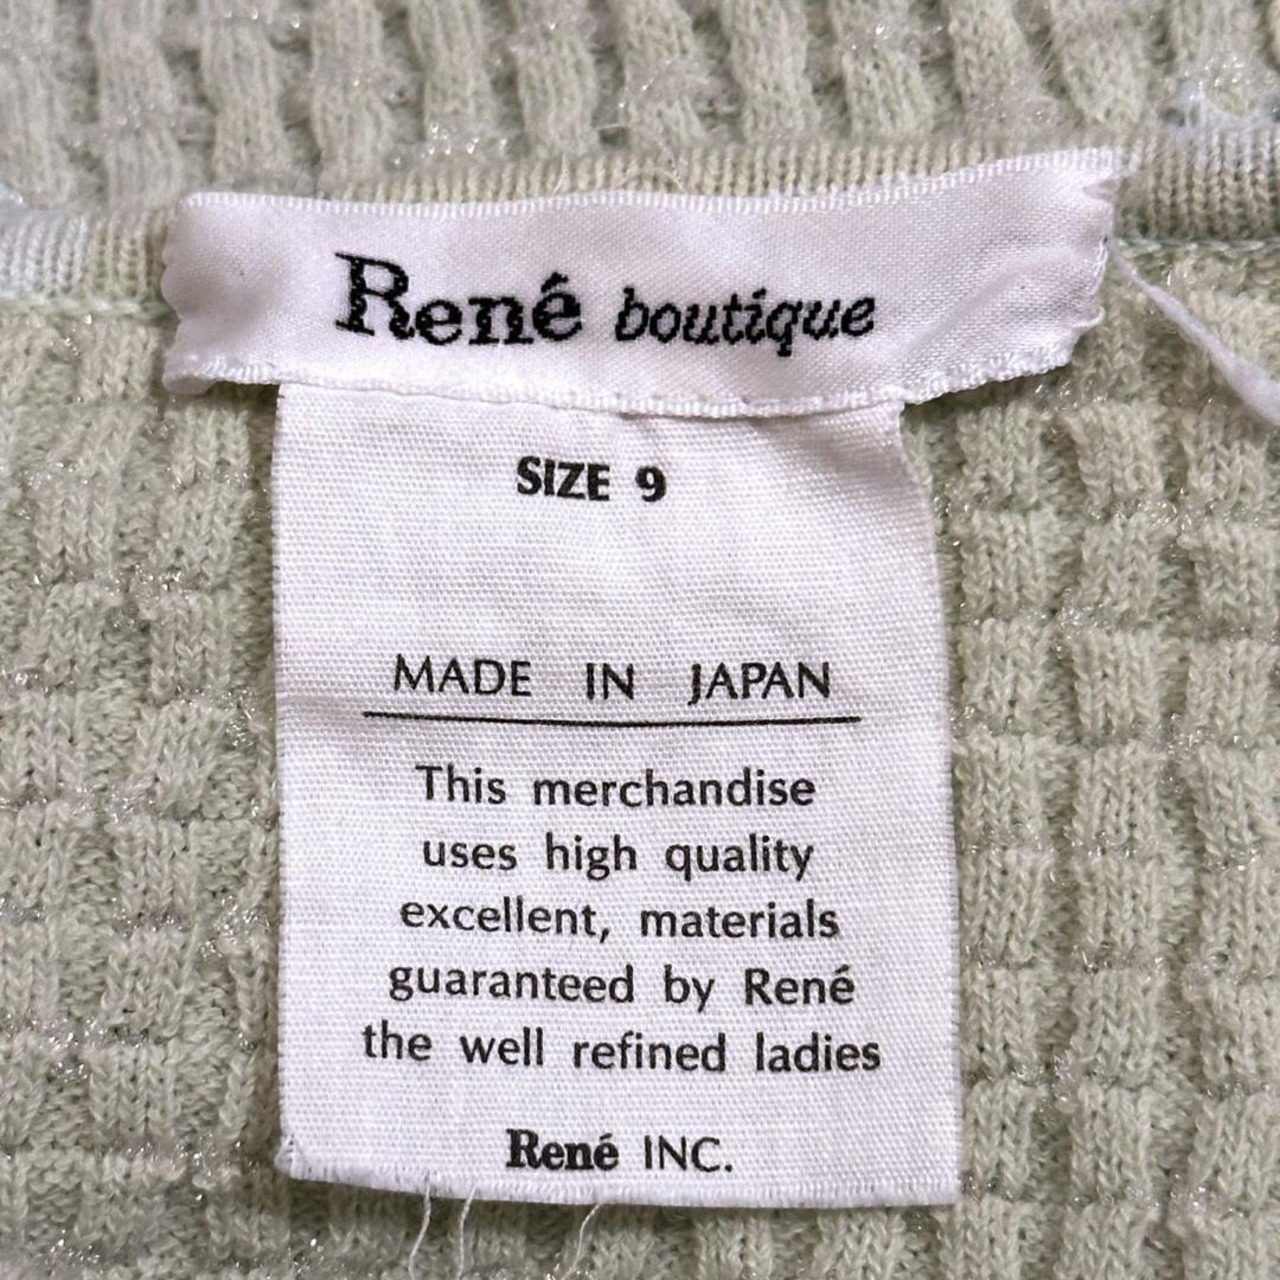 René boutique
SIZE 9
MADE IN JAPAN
This merchandise
uses high quality
excellent, materials
guaranteed by René
the well refined ladies
René INC.